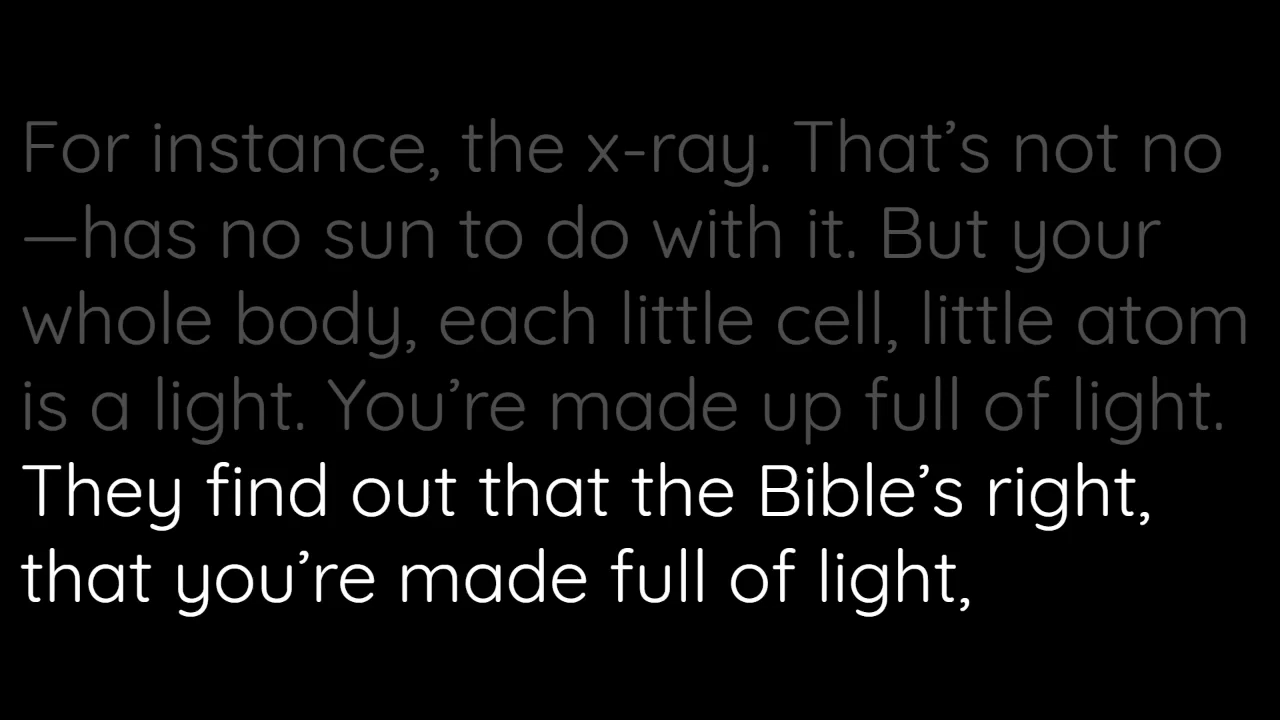 For instance, the x-ray. That’s not no
—has no sun to do with it. But your
whole body, each little cell, little atom
is a light. You’re made up full of light.
They find out that the Bible’s right,
that you’re made full of light,